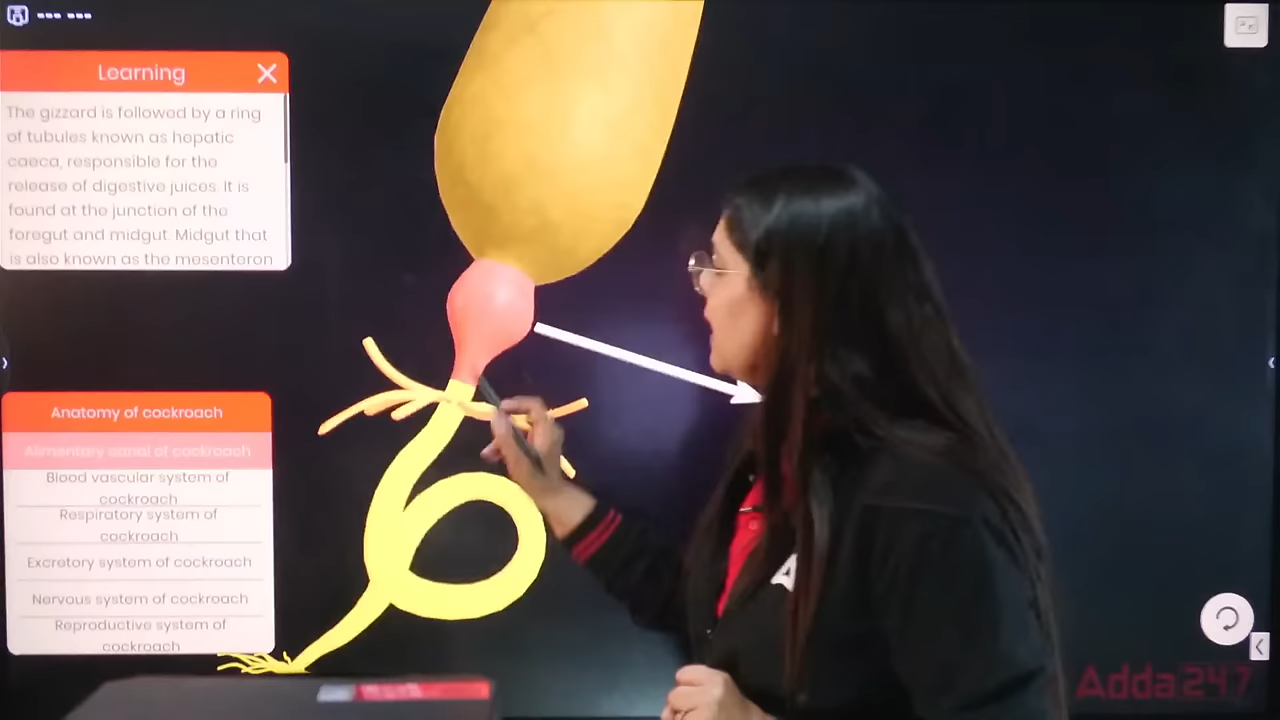 Learning
The gizzard is followed by a ring
of tubules known as hepatic
caeca, responsible for the
release of digestive juices. It is
found at the junction of the
foregut and midgut. Midgut that
is also known as the mesenteron
Anatomy of cockroach
Alimentary canal of cockroach
Blood vascular system of
cockroach
Respiratory system of
cockroach
Excretory system of cockroach
Nervous system of cockroach
Reproductive system of
cockroach
Adda247